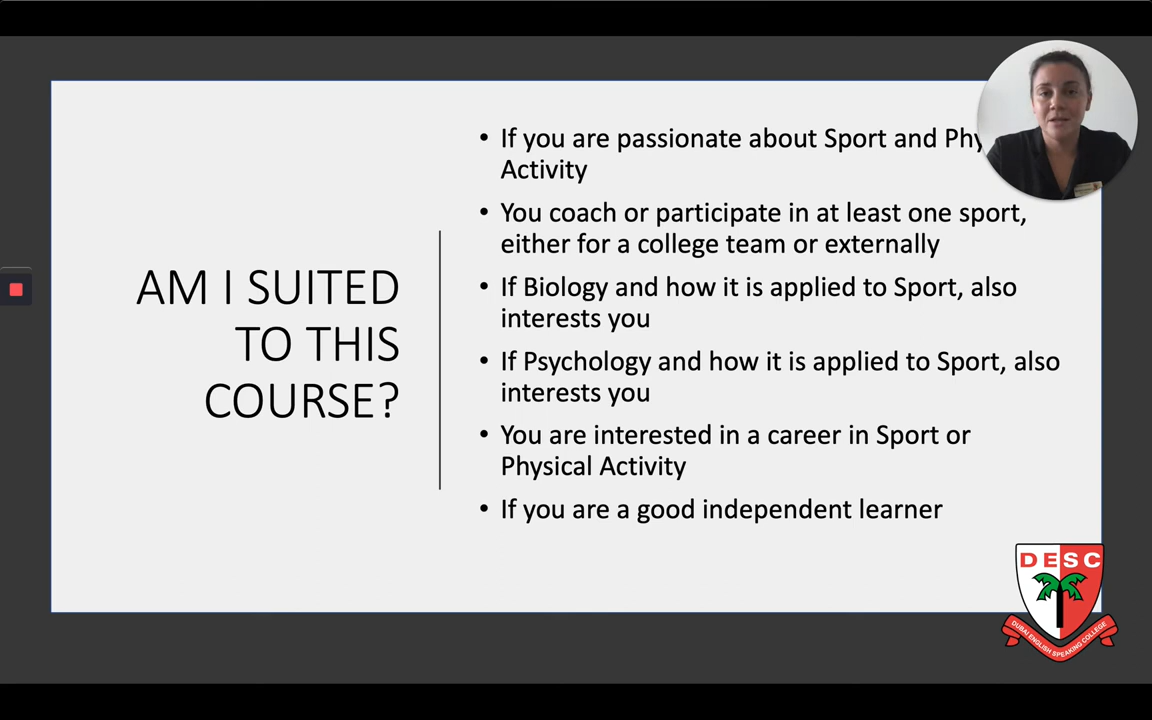 AM I SUITED
TO THIS
COURSE?
• If you are passionate about Sport and
Activity
• You coach or participate in at least one sport,
either for a college team or externally
• If Biology and how it is applied to Sport, also
interests you
• If Psychology and how it is applied to Sport, also
interests you
• You are interested in a career in Sport or
Physical Activity
• If you are a good independent learner
DESC
DUBAI ENGLISH SPEAKING COLLEGE